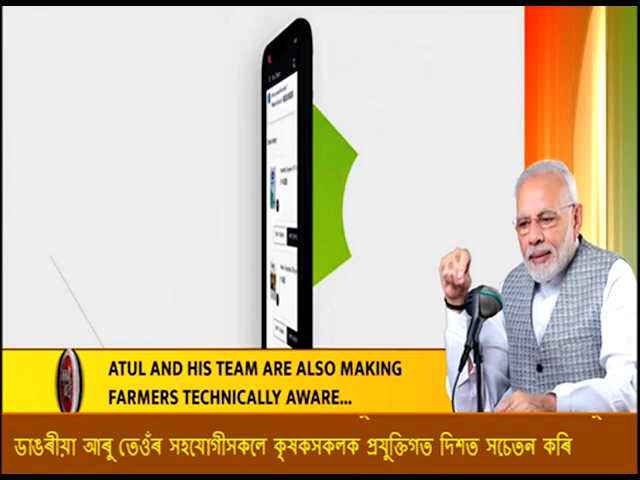 ATUL AND HIS TEAM ARE ALSO MAKING
FARMERS TECHNICALLY AWARE...
ডাঙৰীয়া আৰু তেওঁৰ সহযোগীসকলে কৃষকসকলক প্ৰযুক্তিগত দিশত সচেতন কৰি